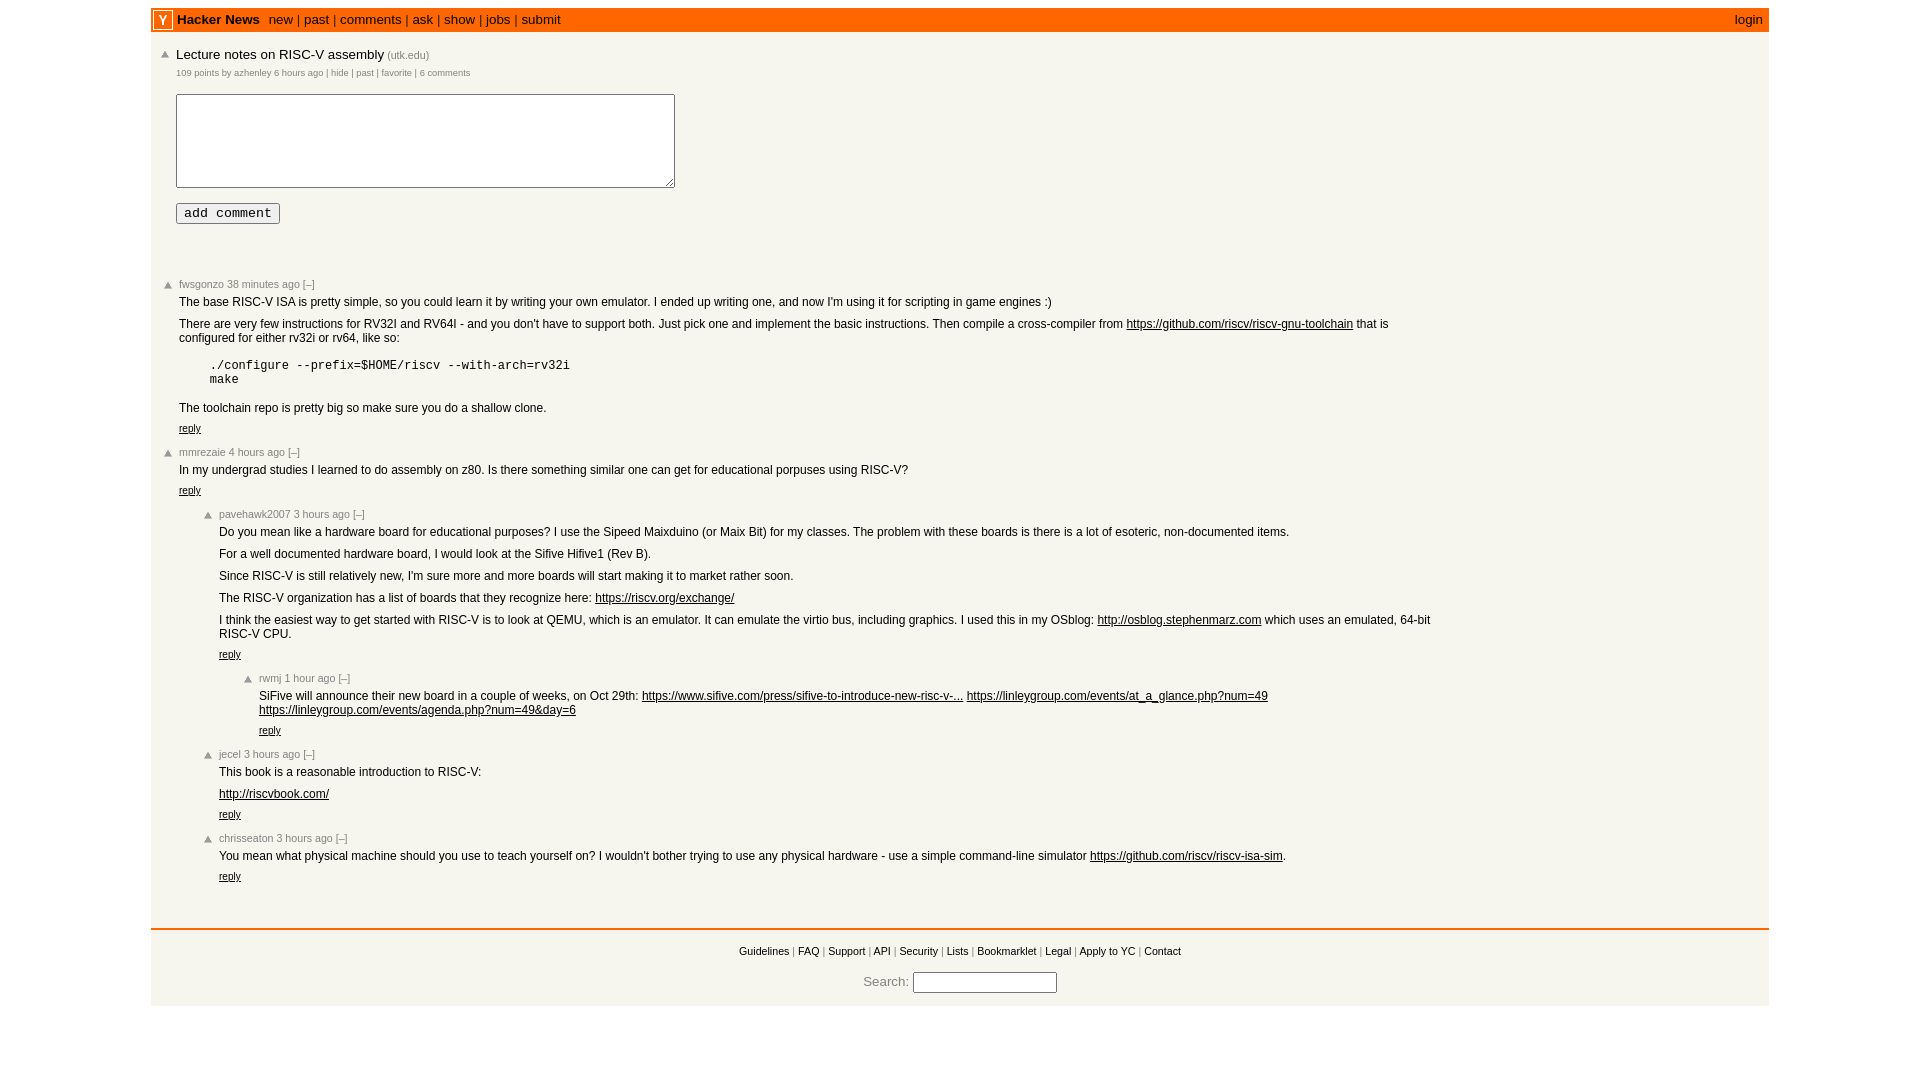 Y Hacker News new | past | comments | ask | show | jobs | submit login
Lecture notes on RISC-V assembly (utk.edu)
109 points by azhenley 6 hours ago | hide | past | favorite | 6 comments
add comment
fwsgonzo 38 minutes ago [–]
The base RISC-V ISA is pretty simple, so you could learn it by writing your own emulator. I ended up writing one, and now I'm using it for scripting in game engines :)
There are very few instructions for RV32I and RV64I - and you don't have to support both. Just pick one and implement the basic instructions. Then compile a cross-compiler from https://github.com/riscv/riscv-gnu-toolchain that is
configured for either rv32i or rv64, like so:
./configure --prefix=$HOME/riscv --with-arch=rv32i
make
The toolchain repo is pretty big so make sure you do a shallow clone.
reply
mmrezaie 4 hours ago [–]
In my undergrad studies I learned to do assembly on z80. Is there something similar one can get for educational porpuses using RISC-V?
reply
pavehawk2007 3 hours ago [–]
Do you mean like a hardware board for educational purposes? I use the Sipeed Maixduino (or Maix Bit) for my classes. The problem with these boards is there is a lot of esoteric, non-documented items.
For a well documented hardware board, I would look at the Sifive Hifive1 (Rev B).
Since RISC-V is still relatively new, I'm sure more and more boards will start making it to market rather soon.
The RISC-V organization has a list of boards that they recognize here: https://riscv.org/exchange/
I think the easiest way to get started with RISC-V is to look at QEMU, which is an emulator. It can emulate the virtio bus, including graphics. I used this in my OSblog: http://osblog.stephenmarz.com which uses an emulated, 64-bit
RISC-V CPU.
reply
rwmj 1 hour ago [–]
SiFive will announce their new board in a couple of weeks, on Oct 29th: https://www.sifive.com/press/sifive-to-introduce-new-risc-v-... https://linleygroup.com/events/at_a_glance.php?num=49
https://linleygroup.com/events/agenda.php?num=49&day=6
reply
jecel 3 hours ago [–]
This book is a reasonable introduction to RISC-V:
http://riscvbook.com/
reply
chrisseaton 3 hours ago [–]
You mean what physical machine should you use to teach yourself on? I wouldn't bother trying to use any physical hardware - use a simple command-line simulator https://github.com/riscv/riscv-isa-sim.
reply
Guidelines | FAQ | Support | API | Security | Lists | Bookmarklet | Legal | Apply to YC | Contact
Search: